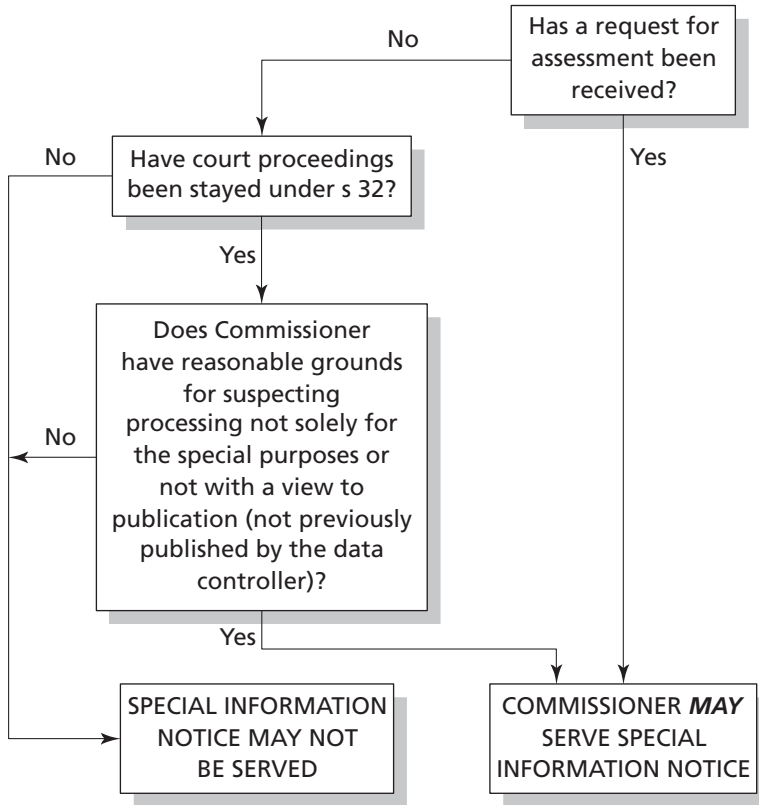 Has a request for
assessment been
received?
No
Yes
Have court proceedings
been stayed under s 32?
No
Yes
Does Commissioner
have reasonable grounds
for suspecting
processing not solely for
the special purposes or
not with a view to
publication (not previously
published by the data
controller)?
No
Yes
SPECIAL INFORMATION
NOTICE MAY NOT
BE SERVED
COMMISSIONER MAY
SERVE SPECIAL
INFORMATION NOTICE